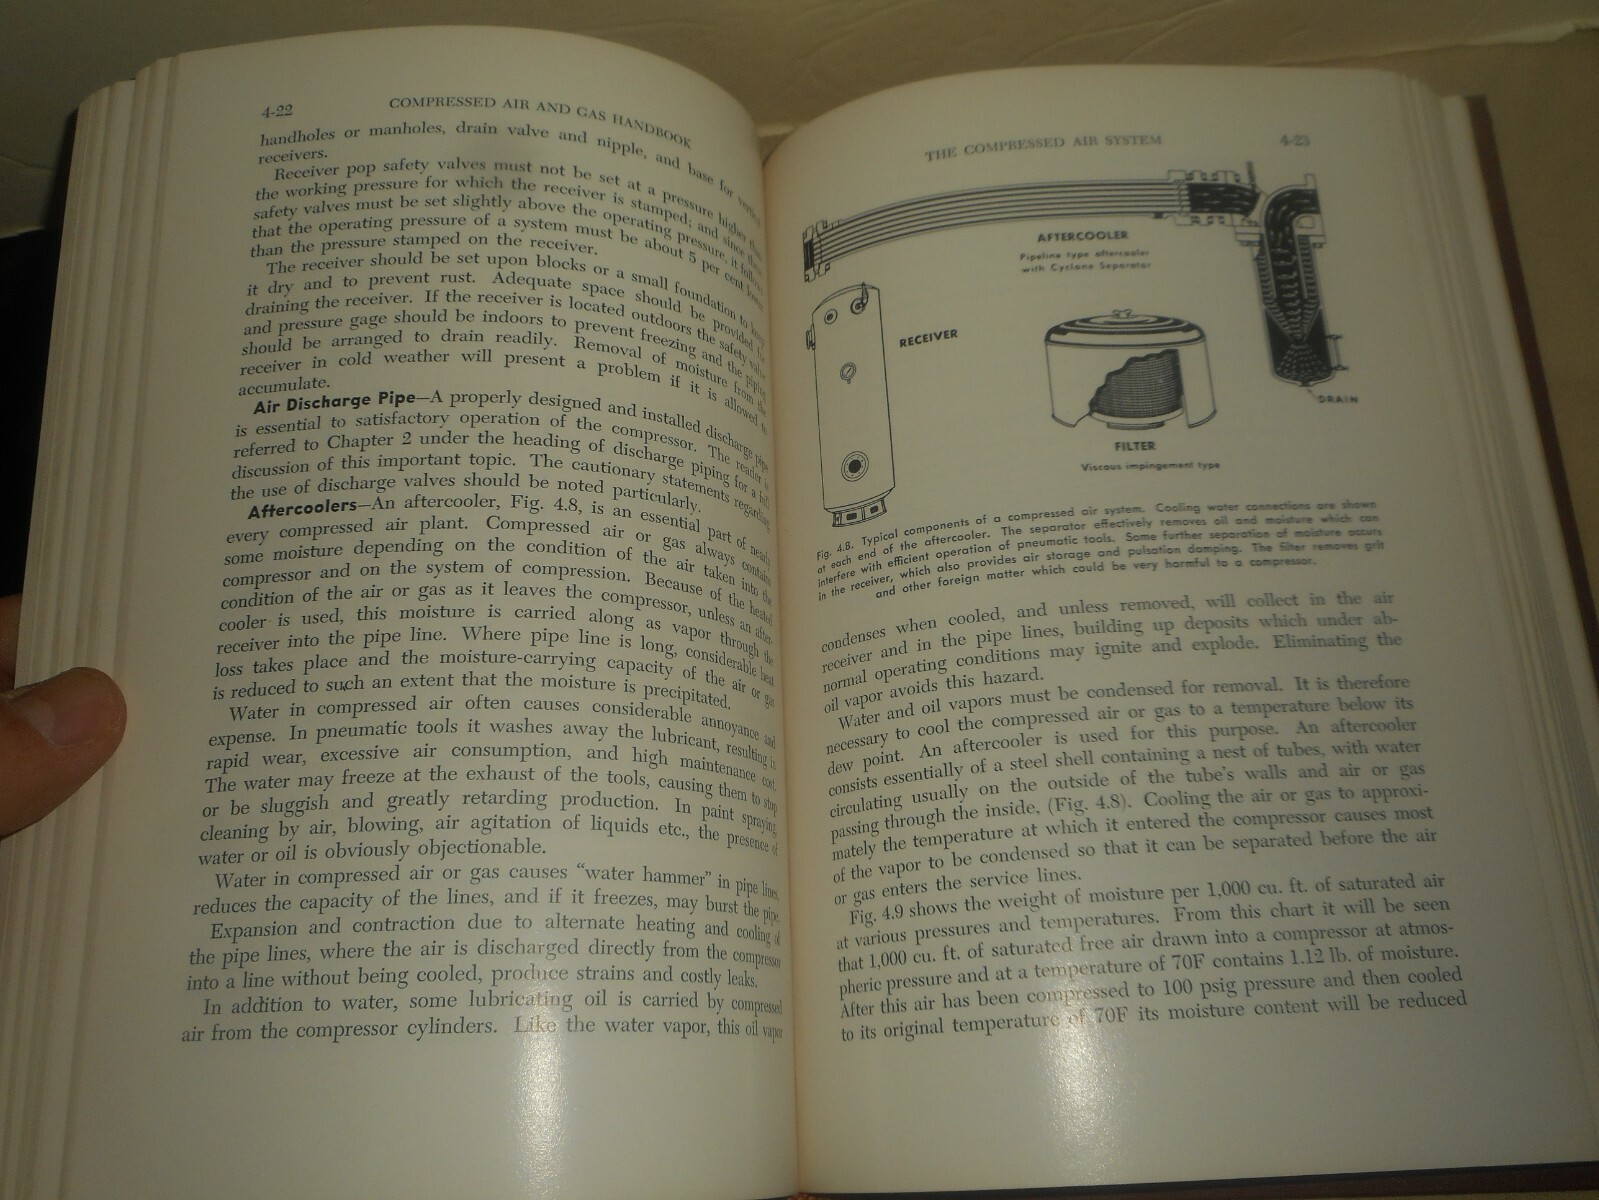 4-22 COMPRESSED AIR AND GAS HANDBOOK
handholes or manholes, drain valve and nipple, and base for vertical
receivers.
Receiver pop safety valves must not be set at a pressure higher than
the working pressure for which the receiver is stamped; and since these
safety valves must be set slightly above the operating pressure, it follows
that the operating pressure of a system must be about 5 per cent lower
than the pressure stamped on the receiver.
The receiver should be set upon blocks or a small foundation to keep
it dry and to prevent rust. Adequate space should be provided for
draining the receiver. If the receiver is located outdoors the safety valve
and pressure gage should be indoors to prevent freezing and the piping
should be arranged to drain readily. Removal of moisture from the
receiver in cold weather will present a problem if it is allowed to
accumulate.
Air Discharge Pipe—A properly designed and installed discharge pipe
is essential to satisfactory operation of the compressor. The reader is
referred to Chapter 2 under the heading of discharge piping for a full
discussion of this important topic. The cautionary statements regarding
the use of discharge valves should be noted particularly.
Aftercoolers—An aftercooler, Fig. 4.8, is an essential part of nearly
every compressed air plant. Compressed air or gas always contains
some moisture depending on the condition of the air taken into the
compressor and on the system of compression. Because of the heated
condition of the air or gas as it leaves the compressor, unless an after-
cooler is used, this moisture is carried along as vapor through the
receiver into the pipe line. Where pipe line is long, considerable heat
loss takes place and the moisture-carrying capacity of the air or gas
is reduced to such an extent that the moisture is precipitated.
Water in compressed air often causes considerable annoyance and
expense. In pneumatic tools it washes away the lubricant, resulting in
rapid wear, excessive air consumption, and high maintenance cost.
The water may freeze at the exhaust of the tools, causing them to stop
or be sluggish and greatly retarding production. In paint spraying,
cleaning by air, blowing, air agitation of liquids etc., the presence of
water or oil is obviously objectionable.
Water in compressed air or gas causes “water hammer” in pipe lines,
reduces the capacity of the lines, and if it freezes, may burst the pipe.
Expansion and contraction due to alternate heating and cooling of
the pipe lines, where the air is discharged directly from the compressor
into a line without being cooled, produce strains and costly leaks.
In addition to water, some lubricating oil is carried by compressed
air from the compressor cylinders. Like the water vapor, this oil vapor
THE COMPRESSED AIR SYSTEM 4-23
AFTERCOOLER
Pipeline type aftercooler
with Cyclone Separator
RECEIVER
DRAIN
FILTER
Viscous impingement type
Fig. 4.8. Typical components of a compressed air system. Cooling water connections are shown
at each end of the aftercooler. The separator effectively removes oil and moisture which can
interfere with efficient operation of pneumatic tools. Some further separation of moisture occurs
in the receiver, which also provides air storage and pulsation damping. The filter removes grit
and other foreign matter which could be very harmful to a compressor.
condenses when cooled, and unless removed, will collect in the air
receiver and in the pipe lines, building up deposits which under ab-
normal operating conditions may ignite and explode. Eliminating the
oil vapor avoids this hazard.
Water and oil vapors must be condensed for removal. It is therefore
necessary to cool the compressed air or gas to a temperature below its
dew point. An aftercooler is used for this purpose. An aftercooler
consists essentially of a steel shell containing a nest of tubes, with water
circulating usually on the outside of the tube's walls and air or gas
passing through the inside, (Fig. 4.8). Cooling the air or gas to approxi-
mately the temperature at which it entered the compressor causes most
of the vapor to be condensed so that it can be separated before the air
or gas enters the service lines.
Fig. 4.9 shows the weight of moisture per 1,000 cu. ft. of saturated air
at various pressures and temperatures. From this chart it will be seen
that 1,000 cu. ft. of saturated free air drawn into a compressor at atmos-
pheric pressure and at a temperature of 70F contains 1.12 lb. of moisture.
After this air has been compressed to 100 psig pressure and then cooled
to its original temperature of 70F its moisture content will be reduced